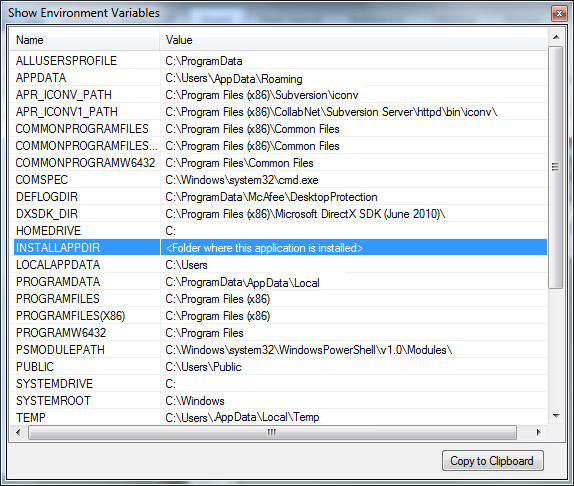 Show Environment Variables
Name Value
ALLUSERSPROFILE C:\ProgramData
APPDATA C:\Users\AppData\Roaming
APR_ICONV_PATH C:\Program Files (x86)\Subversion\iconv
APR_ICONV1_PATH C:\Program Files (x86)\CollabNet\Subversion Server\httpd\bin\iconv\
COMMONPROGRAMFILES C:\Program Files (x86)\Common Files
COMMONPROGRAMFILES... C:\Program Files (x86)\Common Files
COMMONPROGRAMW6432 C:\Program Files\Common Files
COMSPEC C:\Windows\system32\cmd.exe
DEFLOGDIR C:\ProgramData\McAfee\DesktopProtection
DXSDK_DIR C:\Program Files (x86)\Microsoft DirectX SDK (June 2010)\
HOMEDRIVE C:
INSTALLAPPDIR <Folder where this application is installed>
LOCALAPPDATA C:\Users
PROGRAMDATA C:\ProgramData\AppData\Local
PROGRAMFILES C:\Program Files (x86)
PROGRAMFILES(X86) C:\Program Files (x86)
PROGRAMW6432 C:\Program Files
PSMODULEPATH C:\Windows\system32\WindowsPowerShell\v1.0\Modules\
PUBLIC C:\Users\Public
SYSTEMDRIVE C:
SYSTEMROOT C:\Windows
TEMP C:\Users\.AppData\Local\Temp
Copy to Clipboard